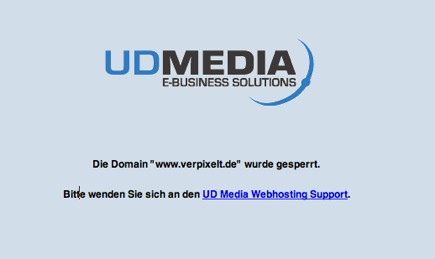 UDMEDIA
E-BUSINESS SOLUTIONS
Die Domain "www.verpixelt.de" wurde gesperrt.
Bitte wenden Sie sich an den UD Media Webhosting Support.